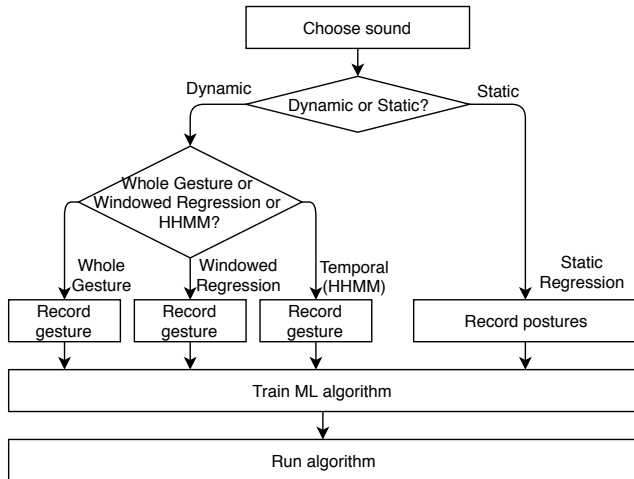 Choose sound
Dynamic
Dynamic or Static?
Static
Whole Gesture or
Windowed Regression or
HHMM?
Whole
Gesture
Windowed
Regression
Temporal
(HHMM)
Static
Regression
Record
gesture
Record
gesture
Record
gesture
Record postures
Train ML algorithm
Run algorithm